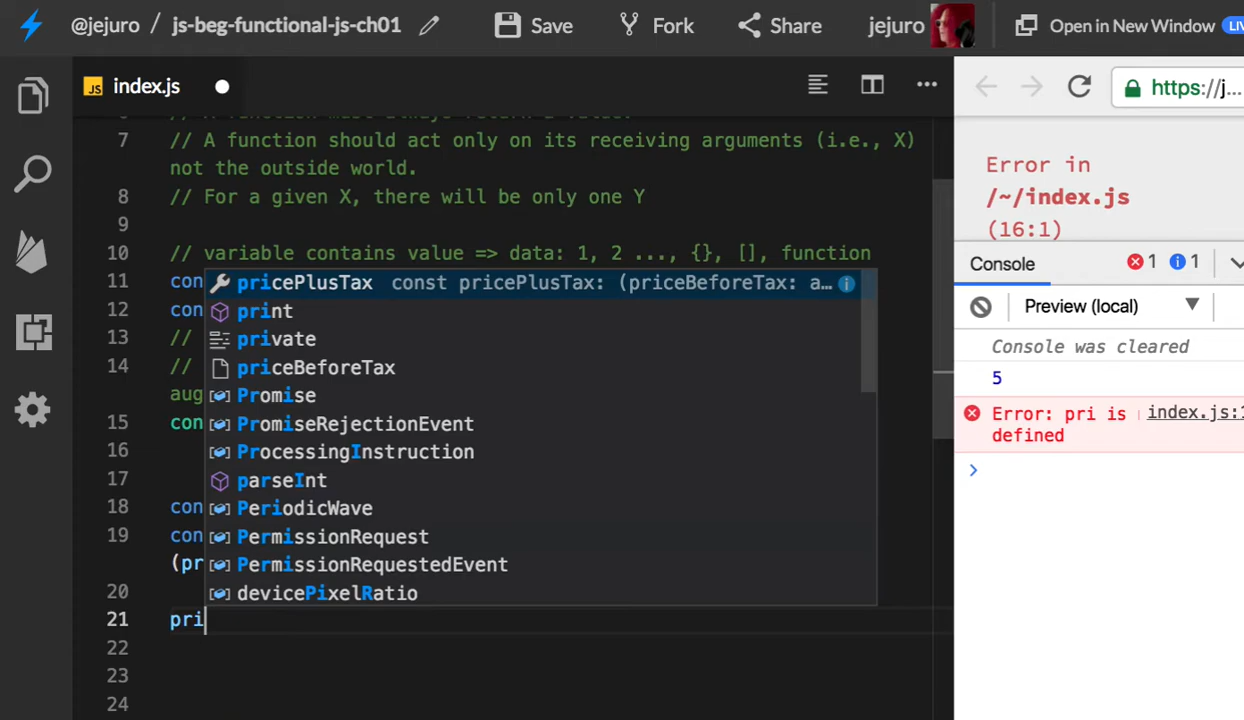 @jejuro / js-beg-functional-js-ch01 Save Fork Share jejuro Open in New Window LIV
JS index.js
7 // A function should act only on its receiving arguments (i.e., X)
not the outside world.
8 // For a given X, there will be only one Y
9
10 // variable contains value => data: 1, 2 ..., {}, [], function
11 con
12 con
13 //
14 //
aug
15 con
16
17
18 con
19 con
(pr
20
21 pri
22
23
24
pricePlusTax const pricePlusTax: (priceBeforeTax: a…
print
private
priceBeforeTax
Promise
PromiseRejectionEvent
ProcessingInstruction
parseInt
PeriodicWave
PermissionRequest
PermissionRequestedEvent
devicePixelRatio
https://j...
Error in
/~/index.js
(16:1)
Console 1 1
Preview (local)
Console was cleared
5
Error: pri is index.js:1
defined